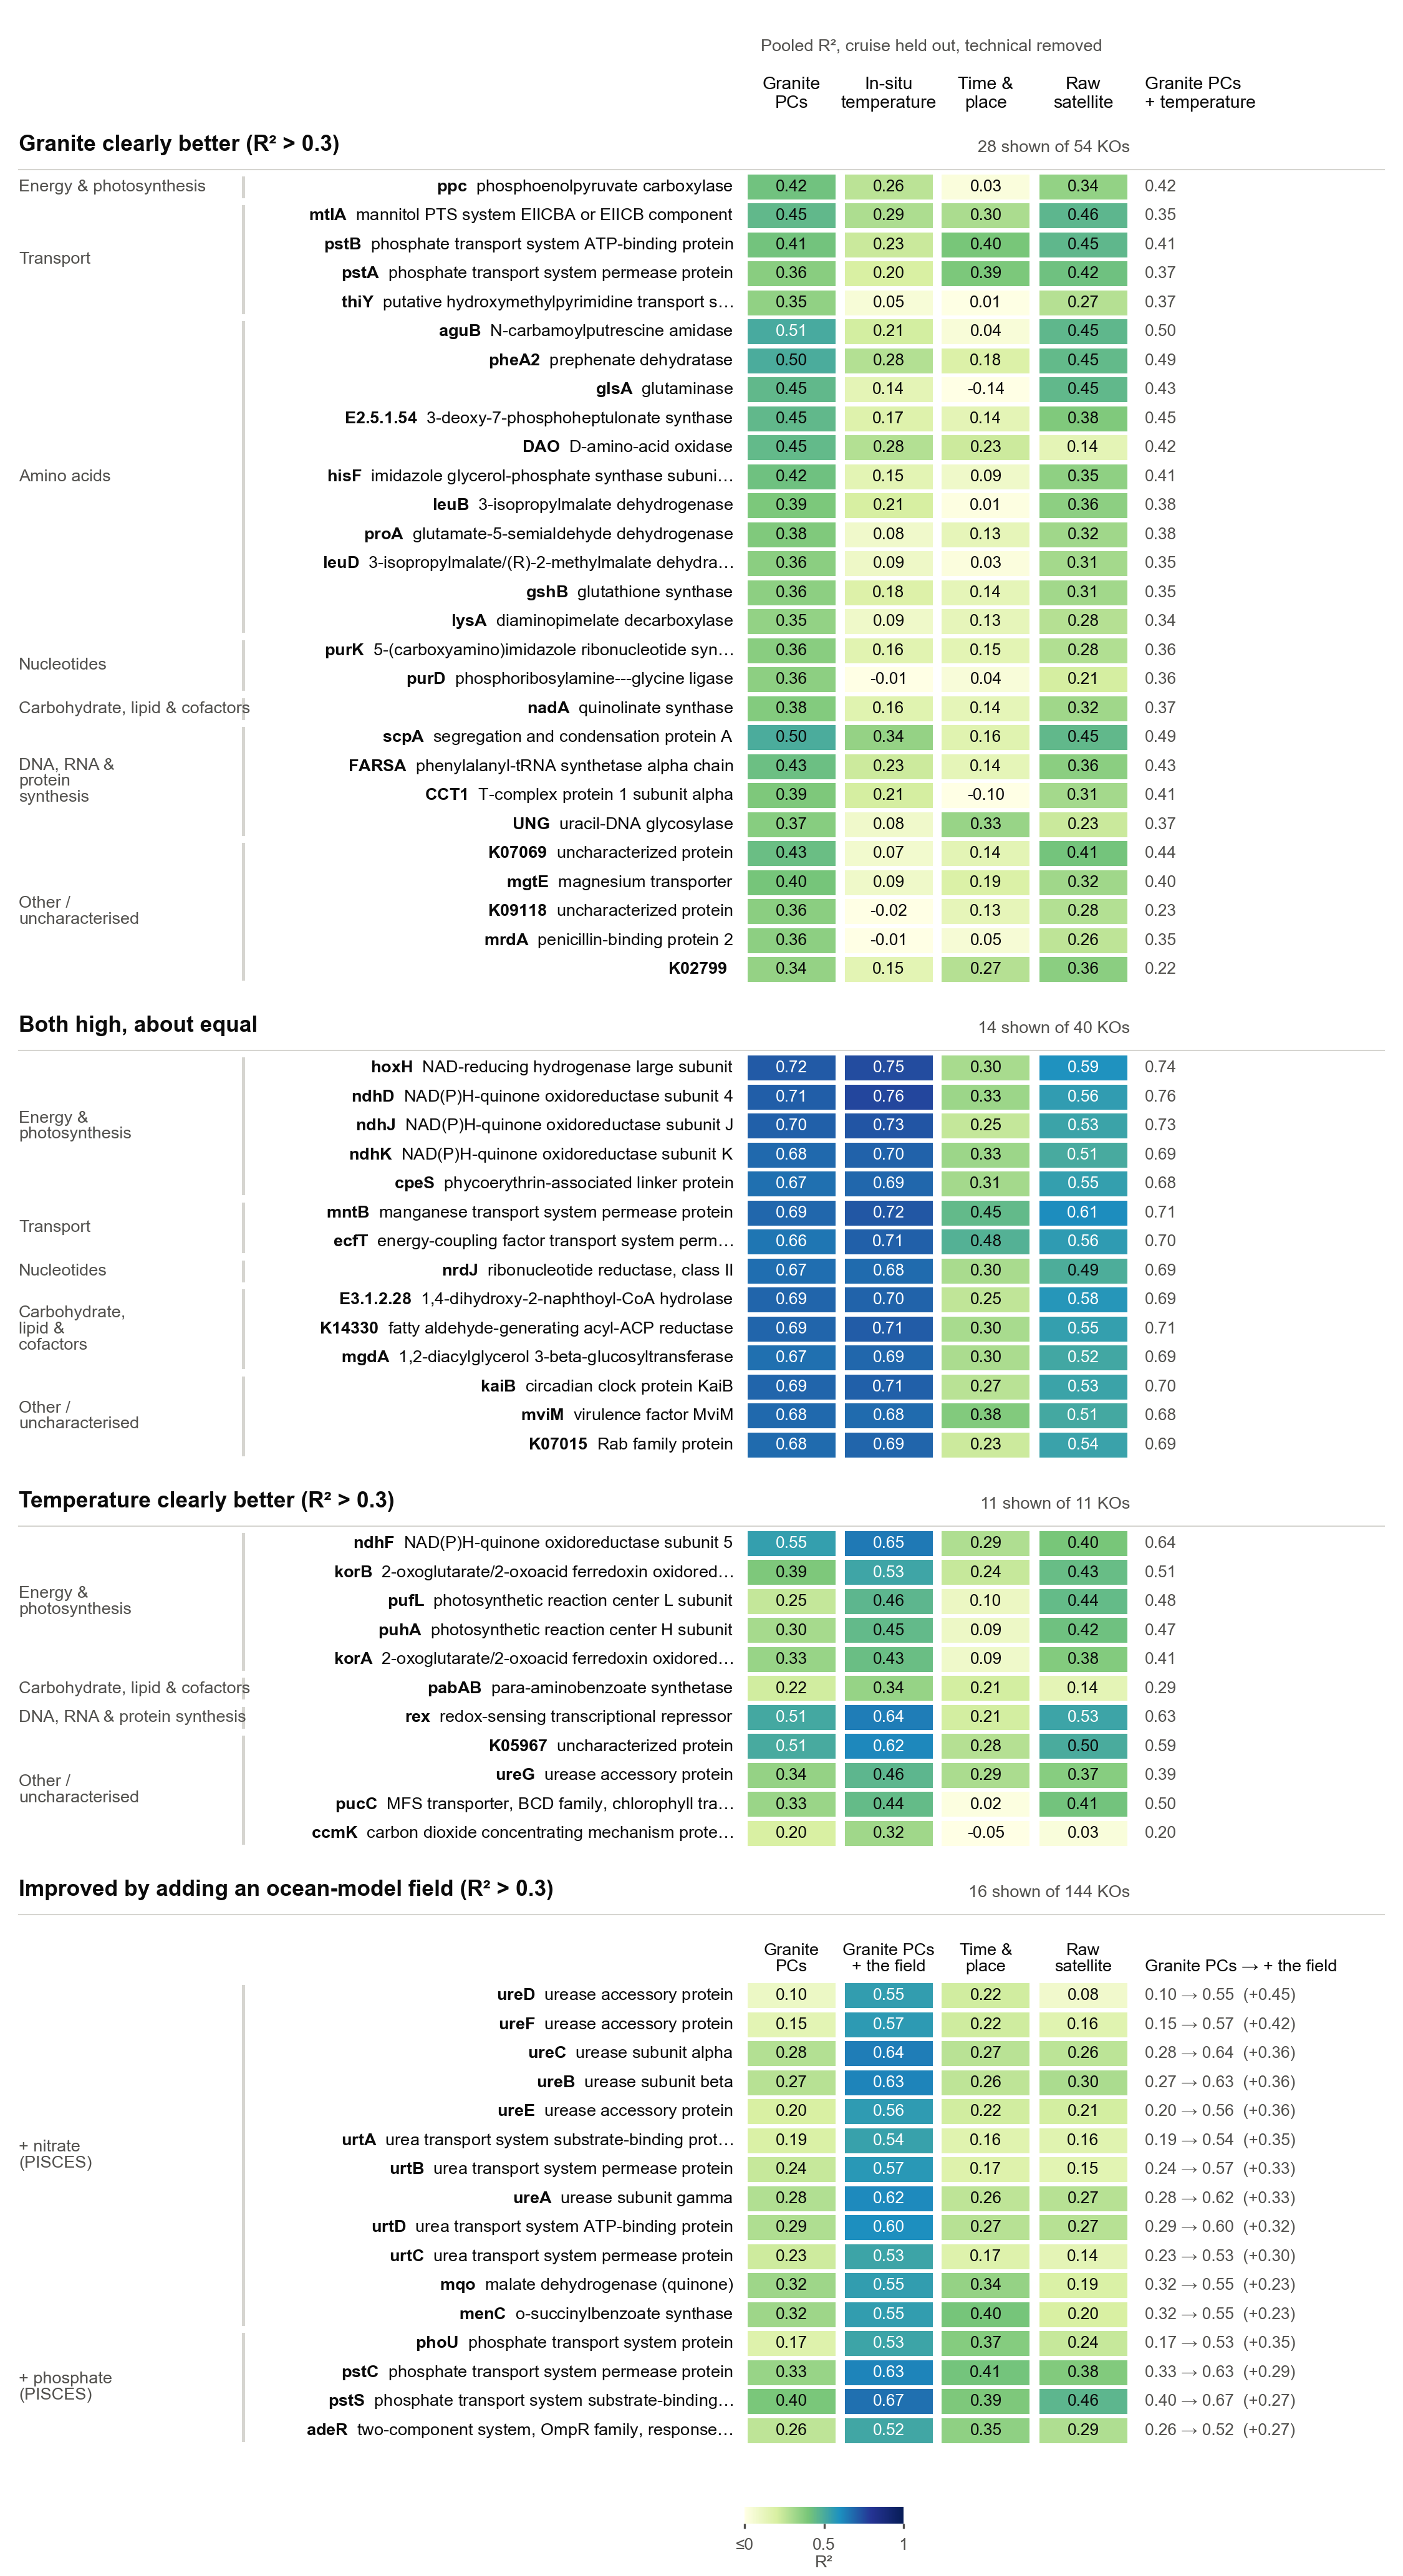 Pooled R², cruise held out, technical removed
Granite PCs In-situ temperature Time & place Raw satellite Granite PCs + temperature
Granite clearly better (R² > 0.3) 28 shown of 54 KOs
Energy & photosynthesis
ppc phosphoenolpyruvate carboxylase 0.42 0.26 0.03 0.34 0.42
Transport
mtlA mannitol PTS system EIICBA or EIICB component 0.45 0.29 0.30 0.46 0.35
pstB phosphate transport system ATP-binding protein 0.41 0.23 0.40 0.45 0.41
pstA phosphate transport system permease protein 0.36 0.20 0.39 0.42 0.37
thiY putative hydroxymethylpyrimidine transport s… 0.35 0.05 0.01 0.27 0.37
Amino acids
aguB N-carbamoylputrescine amidase 0.51 0.21 0.04 0.45 0.50
pheA2 prephenate dehydratase 0.50 0.28 0.18 0.45 0.49
glsA glutaminase 0.45 0.14 -0.14 0.45 0.43
E2.5.1.54 3-deoxy-7-phosphoheptulonate synthase 0.45 0.17 0.14 0.38 0.45
DAO D-amino-acid oxidase 0.45 0.28 0.23 0.14 0.42
hisF imidazole glycerol-phosphate synthase subuni… 0.42 0.15 0.09 0.35 0.41
leuB 3-isopropylmalate dehydrogenase 0.39 0.21 0.01 0.36 0.38
proA glutamate-5-semialdehyde dehydrogenase 0.38 0.08 0.13 0.32 0.38
leuD 3-isopropylmalate/(R)-2-methylmalate dehydra… 0.36 0.09 0.03 0.31 0.35
gshB glutathione synthase 0.36 0.18 0.14 0.31 0.35
lysA diaminopimelate decarboxylase 0.35 0.09 0.13 0.28 0.34
Nucleotides
purK 5-(carboxyamino)imidazole ribonucleotide syn… 0.36 0.16 0.15 0.28 0.36
purD phosphoribosylamine---glycine ligase 0.36 -0.01 0.04 0.21 0.36
Carbohydrate, lipid & cofactors
nadA quinolinate synthase 0.38 0.16 0.14 0.32 0.37
DNA, RNA &
protein
synthesis
scpA segregation and condensation protein A 0.50 0.34 0.16 0.45 0.49
FARSA phenylalanyl-tRNA synthetase alpha chain 0.43 0.23 0.14 0.36 0.43
CCT1 T-complex protein 1 subunit alpha 0.39 0.21 -0.10 0.31 0.41
UNG uracil-DNA glycosylase 0.37 0.08 0.33 0.23 0.37
Other /
uncharacterised
K07069 uncharacterized protein 0.43 0.07 0.14 0.41 0.44
mgtE magnesium transporter 0.40 0.09 0.19 0.32 0.40
K09118 uncharacterized protein 0.36 -0.02 0.13 0.28 0.23
mrdA penicillin-binding protein 2 0.36 -0.01 0.05 0.26 0.35
K02799 0.34 0.15 0.27 0.36 0.22
Both high, about equal 14 shown of 40 KOs
Energy &
photosynthesis
hoxH NAD-reducing hydrogenase large subunit 0.72 0.75 0.30 0.59 0.74
ndhD NAD(P)H-quinone oxidoreductase subunit 4 0.71 0.76 0.33 0.56 0.76
ndhJ NAD(P)H-quinone oxidoreductase subunit J 0.70 0.73 0.25 0.53 0.73
ndhK NAD(P)H-quinone oxidoreductase subunit K 0.68 0.70 0.33 0.51 0.69
cpeS phycoerythrin-associated linker protein 0.67 0.69 0.31 0.55 0.68
Transport
mntB manganese transport system permease protein 0.69 0.72 0.45 0.61 0.71
ecfT energy-coupling factor transport system perm… 0.66 0.71 0.48 0.56 0.70
Nucleotides
nrdJ ribonucleotide reductase, class II 0.67 0.68 0.30 0.49 0.69
Carbohydrate,
lipid &
cofactors
E3.1.2.28 1,4-dihydroxy-2-naphthoyl-CoA hydrolase 0.69 0.70 0.25 0.58 0.69
K14330 fatty aldehyde-generating acyl-ACP reductase 0.69 0.71 0.30 0.55 0.71
mgdA 1,2-diacylglycerol 3-beta-glucosyltransferase 0.67 0.69 0.30 0.52 0.69
Other /
uncharacterised
kaiB circadian clock protein KaiB 0.69 0.71 0.27 0.53 0.70
mviM virulence factor MviM 0.68 0.68 0.38 0.51 0.68
K07015 Rab family protein 0.68 0.69 0.23 0.54 0.69
Temperature clearly better (R² > 0.3) 11 shown of 11 KOs
Energy &
photosynthesis
ndhF NAD(P)H-quinone oxidoreductase subunit 5 0.55 0.65 0.29 0.40 0.64
korB 2-oxoglutarate/2-oxoacid ferredoxin oxidored… 0.39 0.53 0.24 0.43 0.51
pufL photosynthetic reaction center L subunit 0.25 0.46 0.10 0.44 0.48
puhA photosynthetic reaction center H subunit 0.30 0.45 0.09 0.42 0.47
korA 2-oxoglutarate/2-oxoacid ferredoxin oxidored… 0.33 0.43 0.09 0.38 0.41
Carbohydrate, lipid & cofactors
pabAB para-aminobenzoate synthetase 0.22 0.34 0.21 0.14 0.29
DNA, RNA & protein synthesis
rex redox-sensing transcriptional repressor 0.51 0.64 0.21 0.53 0.63
Other /
uncharacterised
K05967 uncharacterized protein 0.51 0.62 0.28 0.50 0.59
ureG urease accessory protein 0.34 0.46 0.29 0.37 0.39
pucC MFS transporter, BCD family, chlorophyll tra… 0.33 0.44 0.02 0.41 0.50
ccmK carbon dioxide concentrating mechanism prote… 0.20 0.32 -0.05 0.03 0.20
Improved by adding an ocean-model field (R² > 0.3) 16 shown of 144 KOs
Granite PCs Granite PCs + the field Time & place Raw satellite Granite PCs → + the field
+ nitrate
(PISCES)
ureD urease accessory protein 0.10 0.55 0.22 0.08 0.10 → 0.55 (+0.45)
ureF urease accessory protein 0.15 0.57 0.22 0.16 0.15 → 0.57 (+0.42)
ureC urease subunit alpha 0.28 0.64 0.27 0.26 0.28 → 0.64 (+0.36)
ureB urease subunit beta 0.27 0.63 0.26 0.30 0.27 → 0.63 (+0.36)
ureE urease accessory protein 0.20 0.56 0.22 0.21 0.20 → 0.56 (+0.36)
urtA urea transport system substrate-binding prot… 0.19 0.54 0.16 0.16 0.19 → 0.54 (+0.35)
urtB urea transport system permease protein 0.24 0.57 0.17 0.15 0.24 → 0.57 (+0.33)
ureA urease subunit gamma 0.28 0.62 0.26 0.27 0.28 → 0.62 (+0.33)
urtD urea transport system ATP-binding protein 0.29 0.60 0.27 0.27 0.29 → 0.60 (+0.32)
urtC urea transport system permease protein 0.23 0.53 0.17 0.14 0.23 → 0.53 (+0.30)
mqo malate dehydrogenase (quinone) 0.32 0.55 0.34 0.19 0.32 → 0.55 (+0.23)
menC o-succinylbenzoate synthase 0.32 0.55 0.40 0.20 0.32 → 0.55 (+0.23)
+ phosphate
(PISCES)
phoU phosphate transport system protein 0.17 0.53 0.37 0.24 0.17 → 0.53 (+0.35)
pstC phosphate transport system permease protein 0.33 0.63 0.41 0.38 0.33 → 0.63 (+0.29)
pstS phosphate transport system substrate-binding… 0.40 0.67 0.39 0.46 0.40 → 0.67 (+0.27)
adeR two-component system, OmpR family, response… 0.26 0.52 0.35 0.29 0.26 → 0.52 (+0.27)
≤0 0.5 1
R²